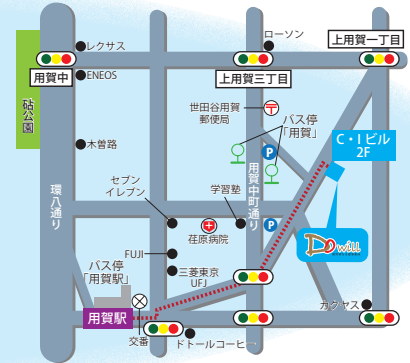 レクサス
ローソン
上用賀一丁目
用賀中
ENEOS
上用賀三丁目
砧公園
世田谷用賀
郵便局
バス停
「用賀」
木曽路
P
C・Iビル
2F
セブン
イレブン
学習塾
環八通り
用賀中町通り
荏原病院
P
Do will
FUJI
バス停
「用賀駅」
三菱東京
UFJ
カクヤス
用賀駅
交番
ドトールコーヒー